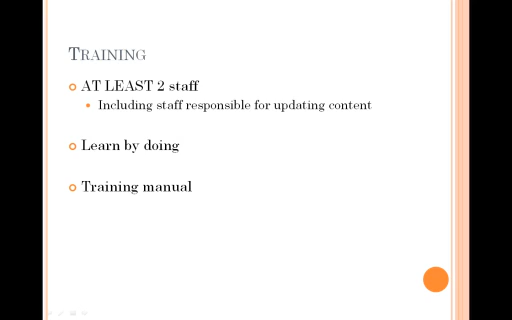 TRAINING
AT LEAST 2 staff
Including staff responsible for updating content
Learn by doing
Training manual